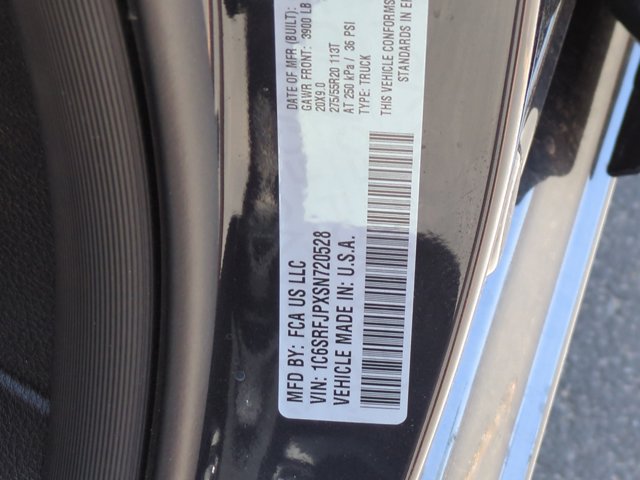 MFD BY: FCA US LLC
VIN: 1C6SRFJPXSN720528
VEHICLE MADE IN: U.S.A.
DATE OF MFR (BUILT):
GAWR FRONT: 3900 LB
20X9.0
275/55R20 113T
AT 250 kPa / 36 PSI
TYPE: TRUCK
THIS VEHICLE CONFORMS
STANDARDS IN